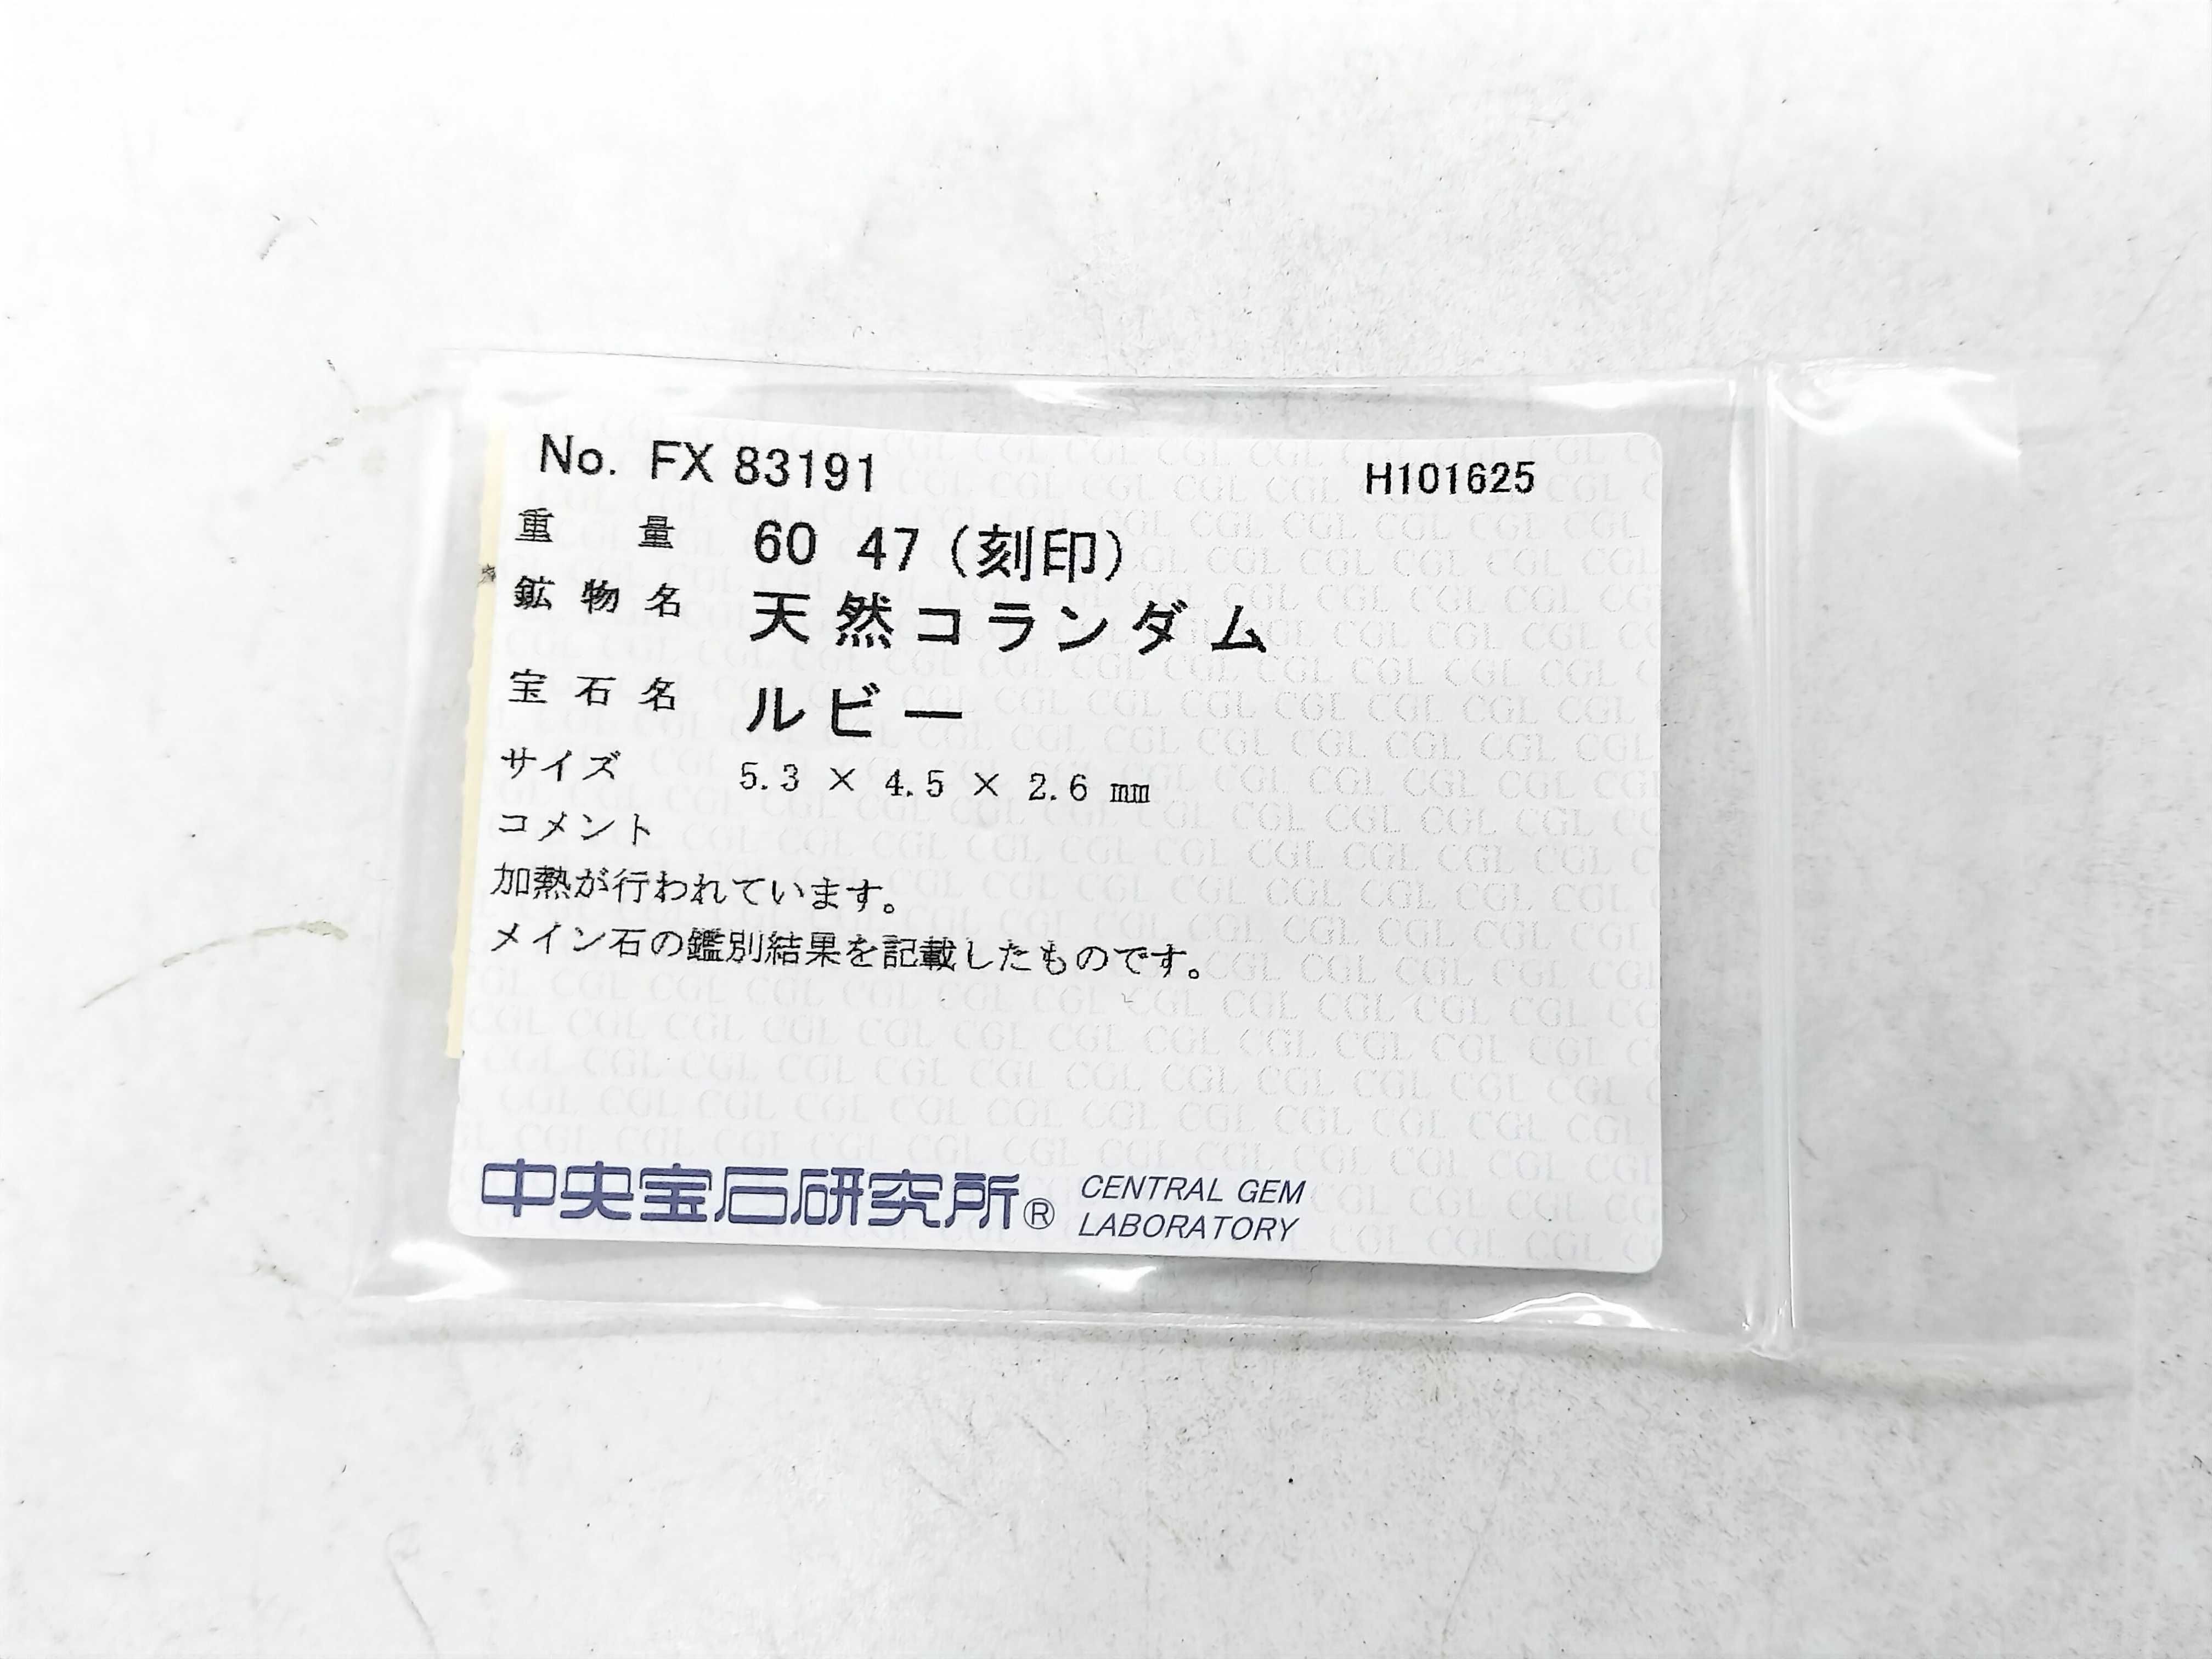 No. FX 83191 H101625
重量 60 47 (刻印)
鉱物名 天然コランダム
宝石名 ルビー
サイズ 5.3 × 4.5 × 2.6 ㎜
コメント
加熱が行われています。
メイン石の鑑別結果を記載したものです。
中央宝石研究所® CENTRAL GEM
LABORATORY